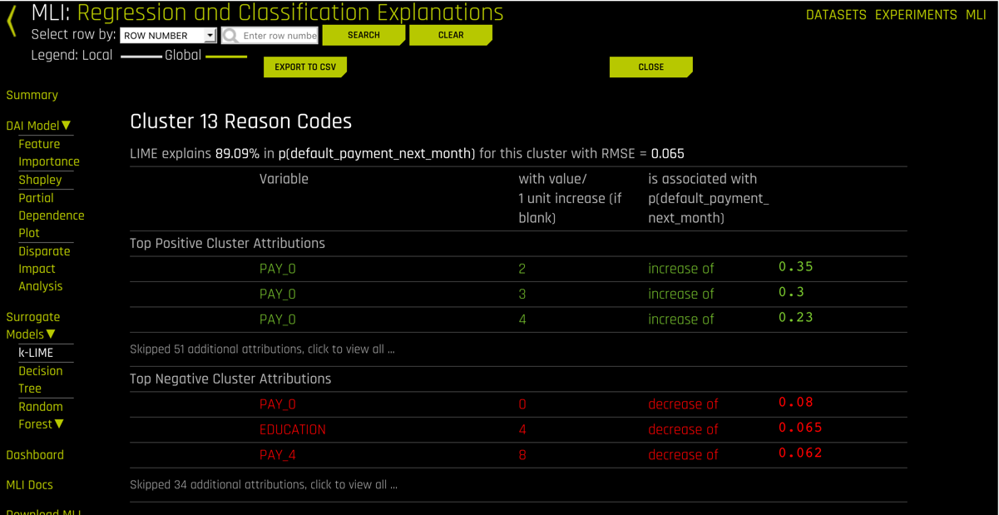 MLI: Regression and Classification Explanations
DATASETS EXPERIMENTS MLI
Select row by: ROW NUMBER Enter row numbe SEARCH CLEAR
Legend: Local Global
EXPORT TO CSV CLOSE
Summary
DAI Model▼
Feature
Importance
Shapley
Partial
Dependence
Plot
Disparate
Impact
Analysis
Surrogate
Models▼
k-LIME
Decision
Tree
Random
Forest▼
Dashboard
MLI Docs
Download MLI
Cluster 13 Reason Codes
LIME explains 89.09% in p(default_payment_next_month) for this cluster with RMSE = 0.065
Variable
with value/
1 unit increase (if
blank)
is associated with
p(default_payment_
next_month)
Top Positive Cluster Attributions
PAY_0 2 increase of 0.35
PAY_0 3 increase of 0.3
PAY_0 4 increase of 0.23
Skipped 51 additional attributions, click to view all ...
Top Negative Cluster Attributions
PAY_0 0 decrease of 0.08
EDUCATION 4 decrease of 0.065
PAY_4 8 decrease of 0.062
Skipped 34 additional attributions, click to view all ...